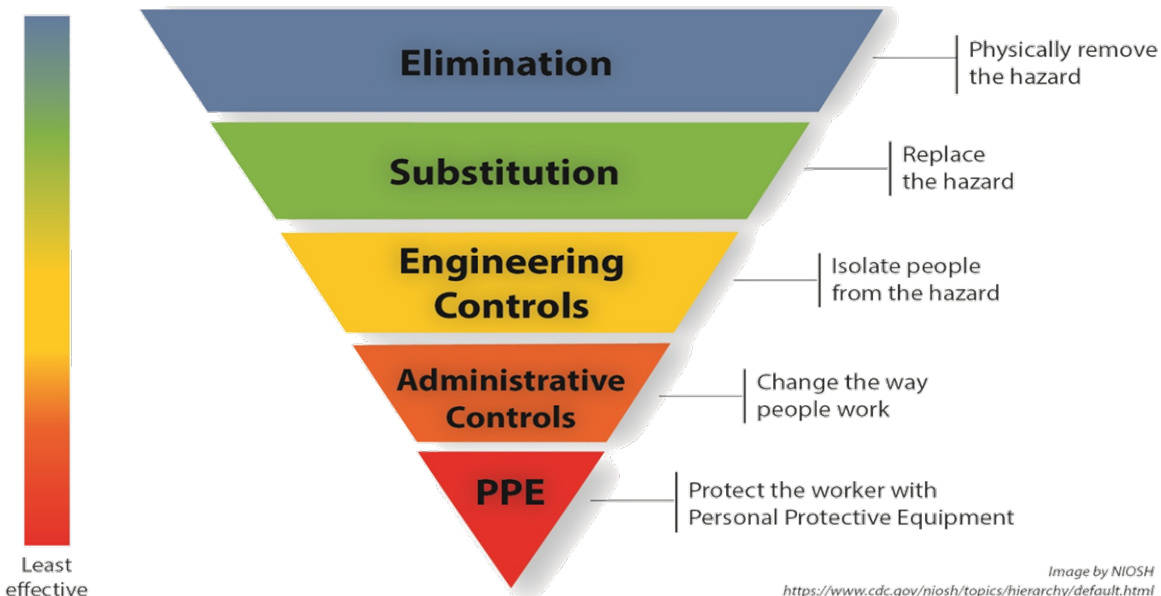 Elimination
Physically remove
the hazard
Substitution
Replace
the hazard
Engineering
Controls
Isolate people
from the hazard
Administrative
Controls
Change the way
people work
PPE
Protect the worker with
Personal Protective Equipment
Least
effective
Image by NIOSH
https://www.cdc.gov/niosh/topics/hierarchy/default.html